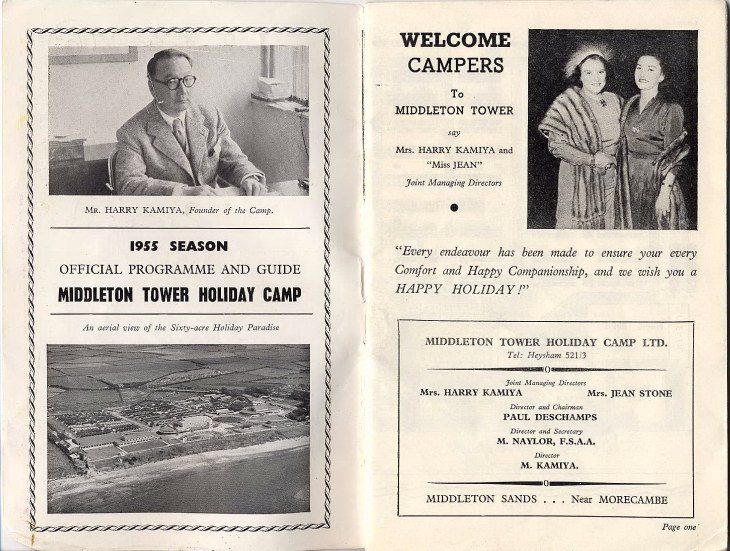 MR. HARRY KAMIYA, Founder of the Camp.
1955 SEASON
OFFICIAL PROGRAMME AND GUIDE
MIDDLETON TOWER HOLIDAY CAMP
An aerial view of the Sixty-acre Holiday Paradise
WELCOME
CAMPERS
To
MIDDLETON TOWER
say
Mrs. HARRY KAMIYA and
"Miss JEAN"
Joint Managing Directors
"Every endeavour has been made to ensure your every
Comfort and Happy Companionship, and we wish you a
HAPPY HOLIDAY!"
MIDDLETON TOWER HOLIDAY CAMP LTD.
Tel: Heysham 521/3
Joint Managing Directors
Mrs. HARRY KAMIYA Mrs. JEAN STONE
Director and Chairman
PAUL DESCHAMPS
Director and Secretary
M. NAYLOR, F.S.A.A.
Director
M. KAMIYA.
MIDDLETON SANDS . . . Near MORECAMBE
Page one